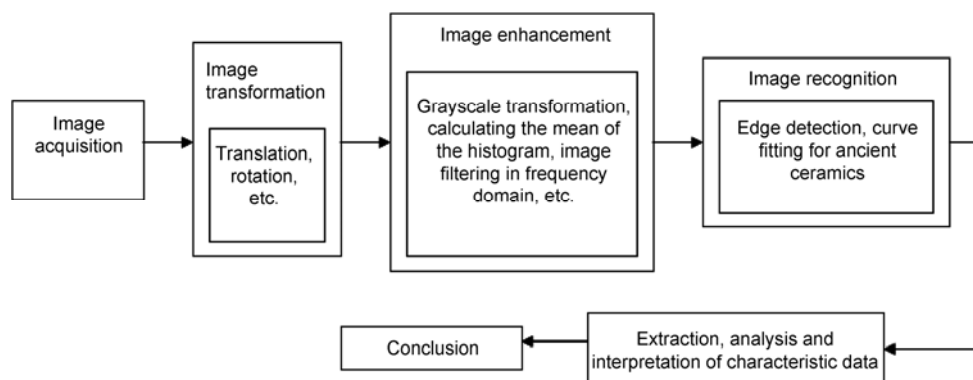 Image
acquisition
Image
transformation
Translation,
rotation,
etc.
Image enhancement
Grayscale transformation,
calculating the mean of
the histogram, image
filtering in frequency
domain, etc.
Image recognition
Edge detection, curve
fitting for ancient
ceramics
Extraction, analysis and
interpretation of characteristic data
Conclusion